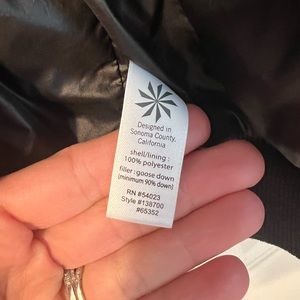 Designed in
Sonoma County,
California
shell/lining :
100% polyester
filler : goose down
(minimum 90% down)
RN #54023
Style #138700
#65352